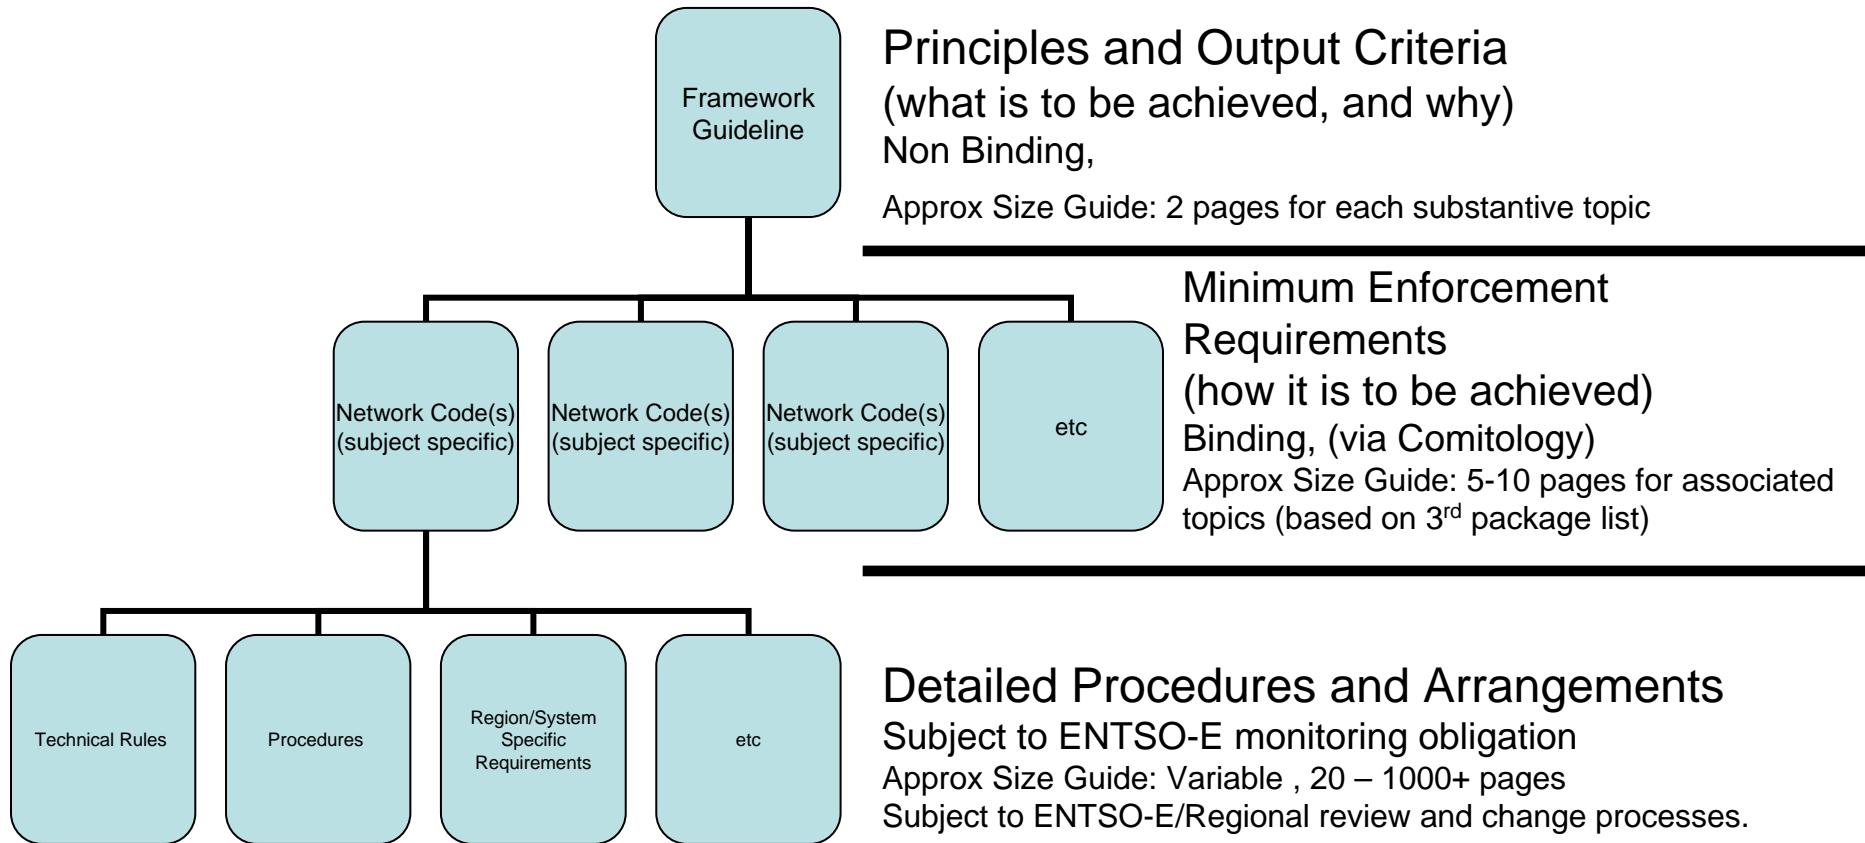 Framework
Guideline
Principles and Output Criteria
(what is to be achieved, and why)
Non Binding,
Approx Size Guide: 2 pages for each substantive topic
Network Code(s)
(subject specific)
Network Code(s)
(subject specific)
Network Code(s)
(subject specific)
etc
Minimum Enforcement
Requirements
(how it is to be achieved)
Binding, (via Comitology)
Approx Size Guide: 5-10 pages for associated
topics (based on 3rd package list)
Technical Rules
Procedures
Region/System
Specific
Requirements
etc
Detailed Procedures and Arrangements
Subject to ENTSO-E monitoring obligation
Approx Size Guide: Variable , 20 – 1000+ pages
Subject to ENTSO-E/Regional review and change processes.